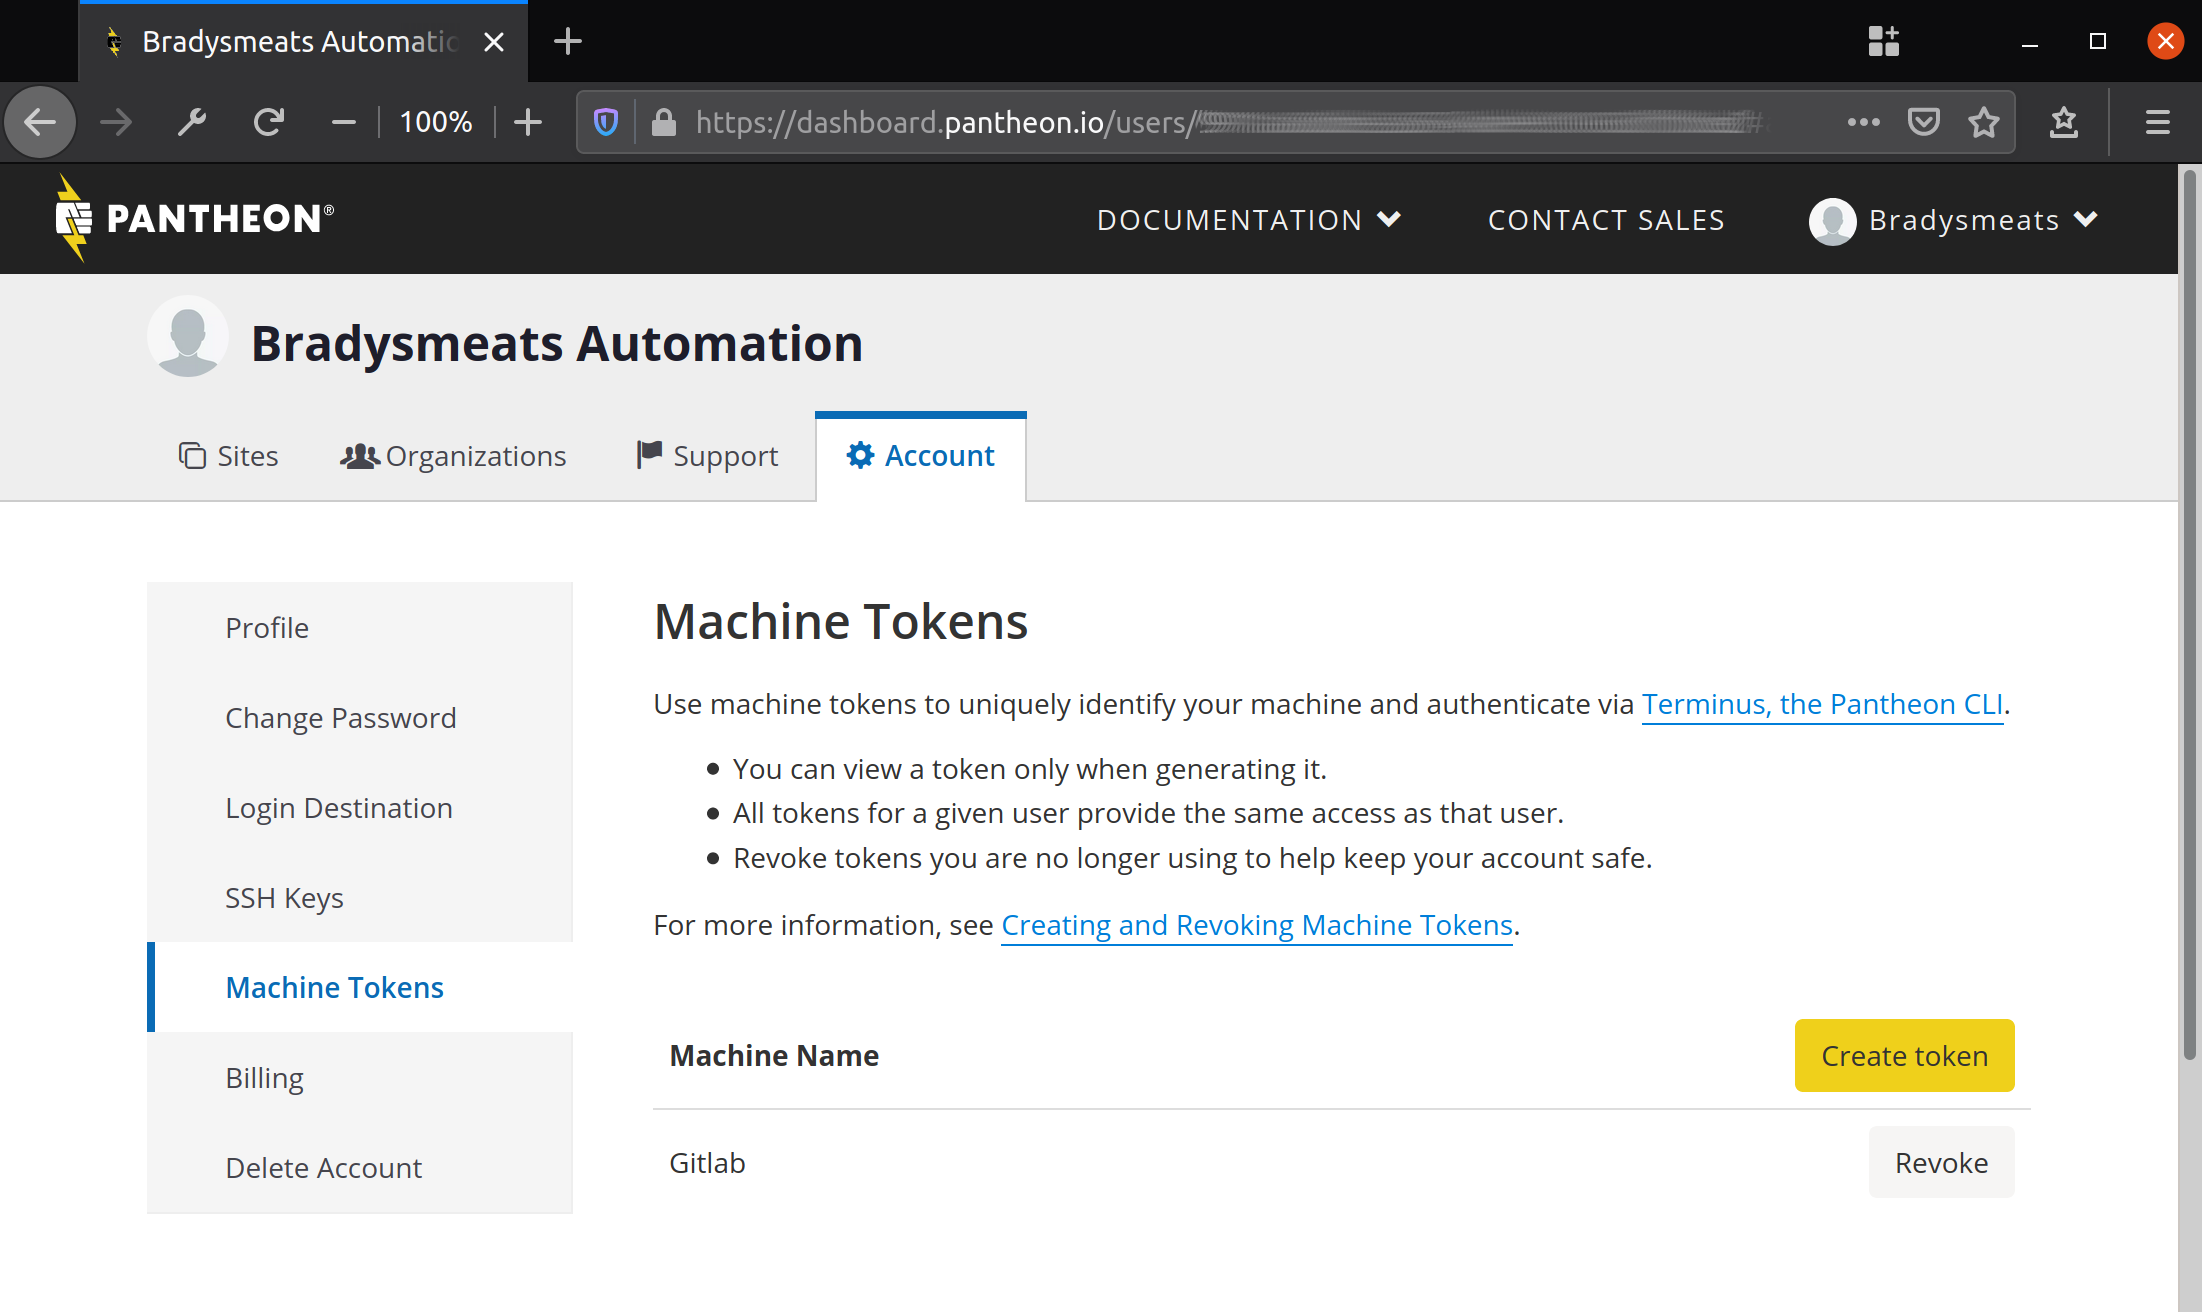 Bradysmeats Automatic
100%
https://dashboard.pantheon.io/users/
PANTHEON®
DOCUMENTATION
CONTACT SALES
Bradysmeats
Bradysmeats Automation
Sites
Organizations
Support
Account
Profile
Change Password
Login Destination
SSH Keys
Machine Tokens
Billing
Delete Account
Machine Tokens
Use machine tokens to uniquely identify your machine and authenticate via Terminus, the Pantheon CLI.
• You can view a token only when generating it.
• All tokens for a given user provide the same access as that user.
• Revoke tokens you are no longer using to help keep your account safe.
For more information, see Creating and Revoking Machine Tokens.
Machine Name
Create token
Gitlab
Revoke